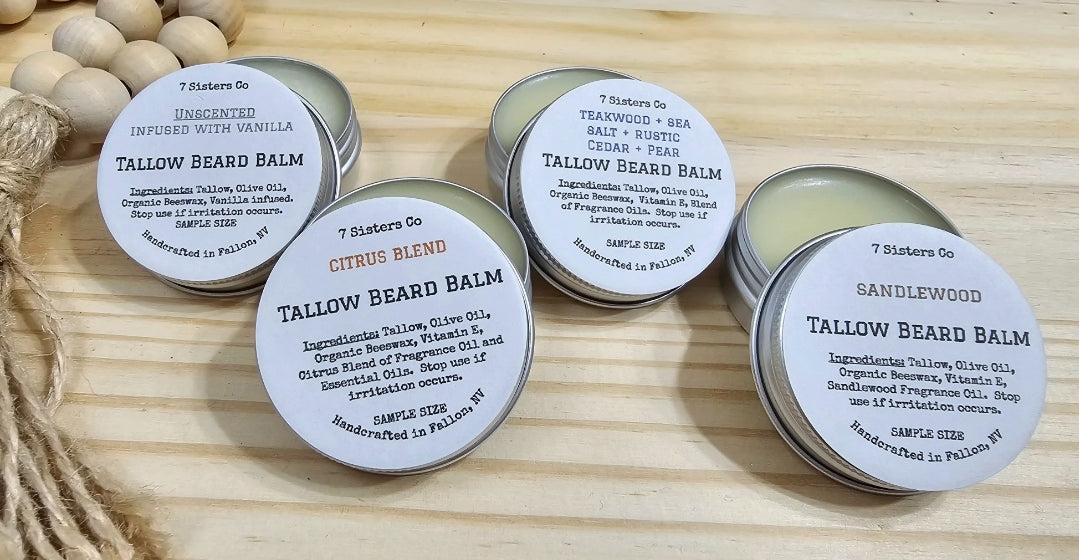 7 Sisters Co
Unscented
infused with vanilla
Tallow Beard Balm
Ingredients: Tallow, Olive Oil,
Organic Beeswax, Vanilla infused.
Stop use if irritation occurs.
SAMPLE SIZE
Handcrafted in Fallon, NV
7 Sisters Co
CITRUS BLEND
Tallow Beard Balm
Ingredients: Tallow, Olive Oil,
Organic Beeswax, Vitamin E,
Citrus Blend of Fragrance Oil and
Essential Oils. Stop use if
irritation occurs.
SAMPLE SIZE
Handcrafted in Fallon, NV
7 Sisters Co
Teakwood + Sea
Salt + Rustic
Cedar + Pear
Tallow Beard Balm
Ingredients: Tallow, Olive Oil,
Organic Beeswax, Vitamin E, Blend
of Fragrance Oils. Stop use if
irritation occurs.
SAMPLE SIZE
Handcrafted in Fallon, NV
7 Sisters Co
SANDLEWOOD
Tallow Beard Balm
Ingredients: Tallow, Olive Oil,
Organic Beeswax, Vitamin E,
Sandlewood Fragrance Oil. Stop
use if irritation occurs.
SAMPLE SIZE
Handcrafted in Fallon, NV